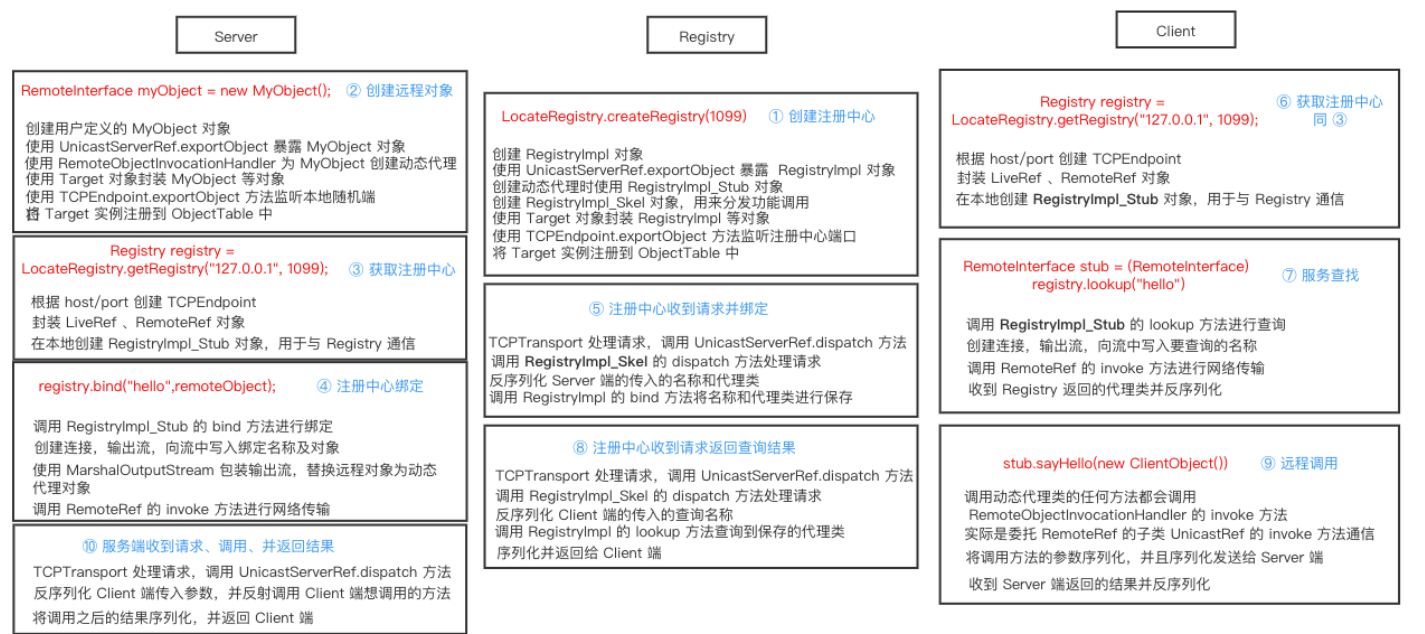 Server
RemoteInterface myObject = new MyObject(); ② 创建远程对象
创建用户定义的 MyObject 对象
使用 UnicastServerRef.exportObject 暴露 MyObject 对象
使用 RemoteObjectInvocationHandler 为 MyObject 创建动态代理
使用 Target 对象封装 MyObject 等对象
使用 TCPEndpoint.exportObject 方法监听本地随机端
将 Target 实例注册到 ObjectTable 中
Registry registry =
LocateRegistry.getRegistry("127.0.0.1", 1099); ③ 获取注册中心
根据 host/port 创建 TCPEndpoint
封装 LiveRef 、RemoteRef 对象
在本地创建 RegistryImpl_Stub 对象，用于与 Registry 通信
registry.bind("hello",remoteObject); ④ 注册中心绑定
调用 RegistryImpl_Stub 的 bind 方法进行绑定
创建连接，输出流，向流中写入绑定名称及对象
使用 MarshalOutputStream 包装输出流，替换远程对象为动态
代理对象
调用 RemoteRef 的 invoke 方法进行网络传输
⑩ 服务端收到请求、调用、并返回结果
TCPTransport 处理请求，调用 UnicastServerRef.dispatch 方法
反序列化 Client 端传入参数，并反射调用 Client 端想调用的方法
将调用之后的结果序列化，并返回 Client 端
Registry
LocateRegistry.createRegistry(1099) ① 创建注册中心
创建 RegistryImpl 对象
使用 UnicastServerRef.exportObject 暴露 RegistryImpl 对象
创建动态代理时使用 RegistryImpl_Stub 对象
创建 RegistryImpl_Skel 对象，用来分发功能调用
使用 Target 对象封装 RegistryImpl 等对象
使用 TCPEndpoint.exportObject 方法监听注册中心端口
将 Target 实例注册到 ObjectTable 中
⑤ 注册中心收到请求并绑定
TCPTransport 处理请求，调用 UnicastServerRef.dispatch 方法
调用 RegistryImpl_Skel 的 dispatch 方法处理请求
反序列化 Server 端的传入的名称和代理类
调用 RegistryImpl 的 bind 方法将名称和代理类进行保存
⑧ 注册中心收到请求返回查询结果
TCPTransport 处理请求，调用 UnicastServerRef.dispatch 方法
调用 RegistryImpl_Skel 的 dispatch 方法处理请求
反序列化 Client 端的传入的查询名称
调用 RegistryImpl 的 lookup 方法查询到保存的代理类
序列化并返回给 Client 端
Client
Registry registry = ⑥ 获取注册中心
LocateRegistry.getRegistry("127.0.0.1", 1099); 同 ③
根据 host/port 创建 TCPEndpoint
封装 LiveRef 、RemoteRef 对象
在本地创建 RegistryImpl_Stub 对象，用于与 Registry 通信
RemoteInterface stub = (RemoteInterface)
registry.lookup("hello") ⑦ 服务查找
调用 RegistryImpl_Stub 的 lookup 方法进行查询
创建连接，输出流，向流中写入要查询的名称
调用 RemoteRef 的 invoke 方法进行网络传输
收到 Registry 返回的代理类并反序列化
stub.sayHello(new ClientObject()) ⑨ 远程调用
调用动态代理类的任何方法都会调用
RemoteObjectInvocationHandler 的 invoke 方法
实际是委托 RemoteRef 的子类 UnicastRef 的 invoke 方法通信
将调用方法的参数序列化，并且序列化发送给 Server 端
收到 Server 端返回的结果并反序列化